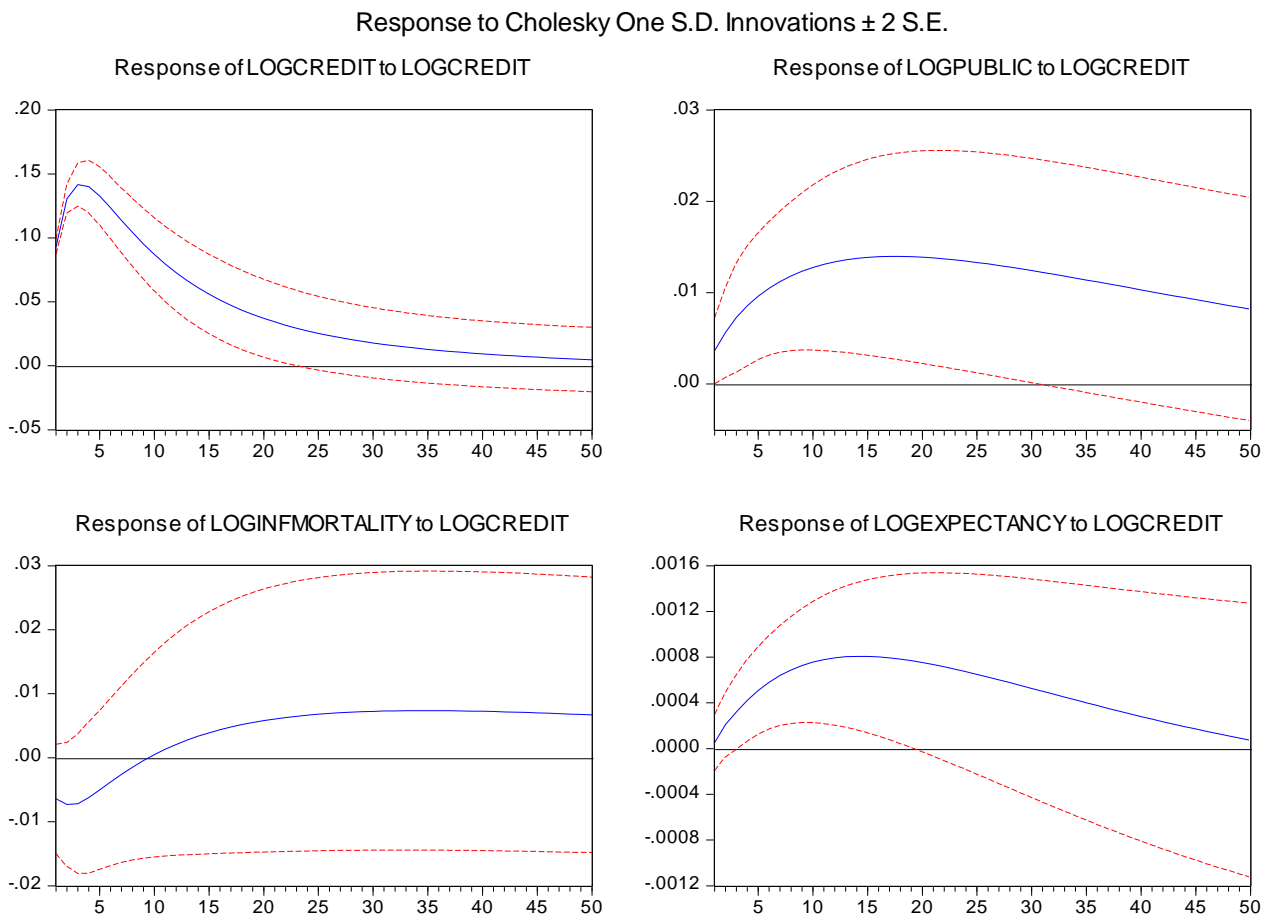 Response to Cholesky One S.D. Innovations ± 2 S.E.
Response of LOGCREDIT to LOGCREDIT
.20
.15
.10
.05
.00
-.05
5 10 15 20 25 30 35 40 45 50
Response of LOGPUBLIC to LOGCREDIT
.03
.02
.01
.00
5 10 15 20 25 30 35 40 45 50
Response of LOGINFMORTALITY to LOGCREDIT
.03
.02
.01
.00
-.01
-.02
5 10 15 20 25 30 35 40 45 50
Response of LOGEXPECTANCY to LOGCREDIT
.0016
.0012
.0008
.0004
.0000
-.0004
-.0008
-.0012
5 10 15 20 25 30 35 40 45 50